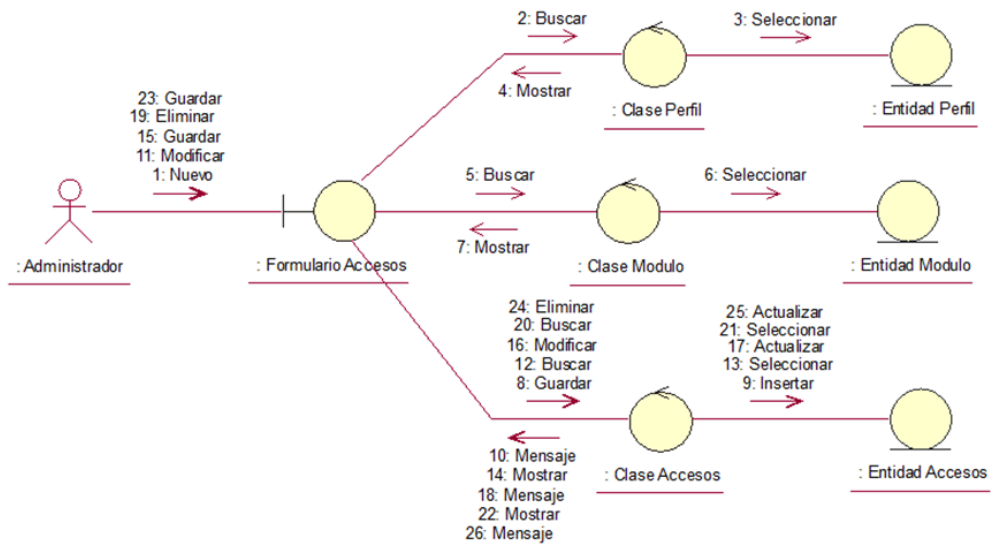 2: Buscar
3: Seleccionar
4: Mostrar
: Clase Perfil
: Entidad Perfil
23: Guardar
19: Eliminar
15: Guardar
11: Modificar
1: Nuevo
5: Buscar
6: Seleccionar
7: Mostrar
: Administrador
: Formulario Accesos
: Clase Modulo
: Entidad Modulo
24: Eliminar
20: Buscar
16: Modificar
12: Buscar
8: Guardar
25: Actualizar
21: Seleccionar
17: Actualizar
13: Seleccionar
9: Insertar
10: Mensaje
14: Mostrar
18: Mensaje
22: Mostrar
26: Mensaje
: Clase Accesos
: Entidad Accesos